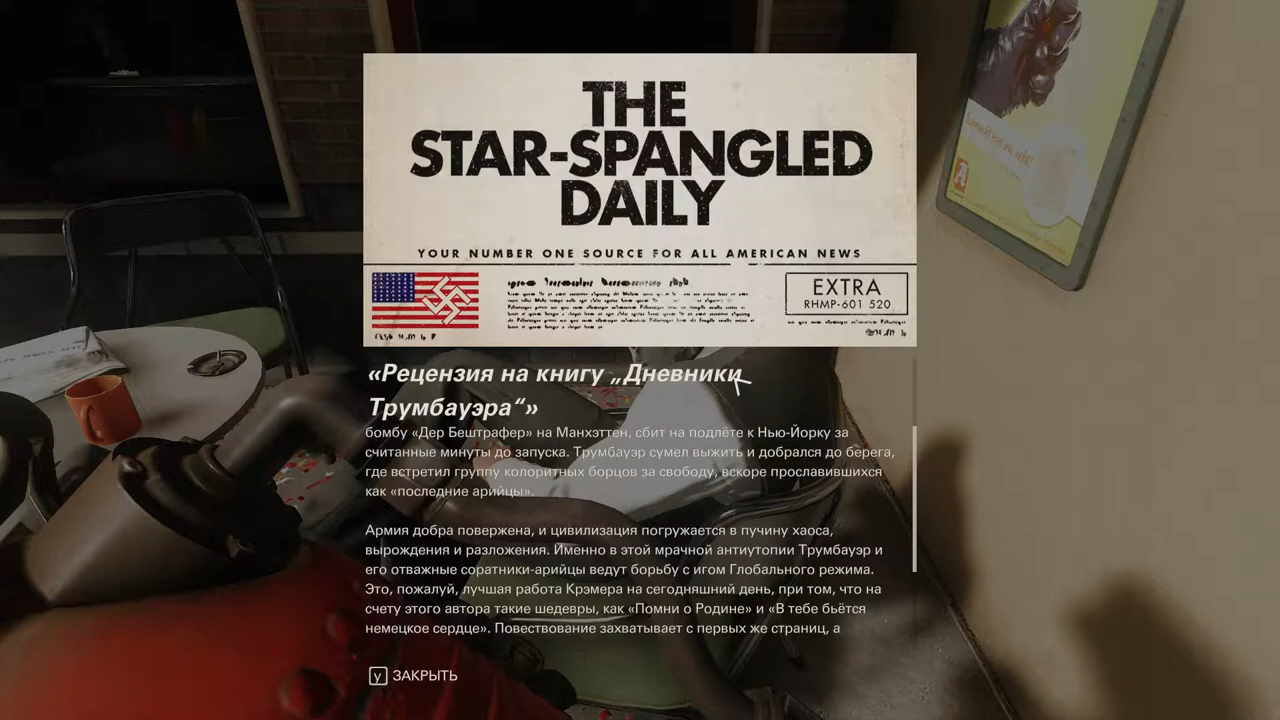 THE
STAR-SPANGLED
DAILY
YOUR NUMBER ONE SOURCE FOR ALL AMERICAN NEWS
EXTRA
RHMP-601 520
«Рецензия на книгу „Дневники
Трумбауэра“»
бомбу «Дер Бештрафер» на Манхэттен, сбит на подлёте к Нью-Йорку за
считанные минуты до запуска. Трумбауэр сумел выжить и добрался до берега,
где встретил группу колоритных борцов за свободу, вскоре прославившихся
как «последние арийцы».
Армия добра повержена, и цивилизация погружается в пучину хаоса,
вырождения и разложения. Именно в этой мрачной антиутопии Трумбауэр и
его отважные соратники-арийцы ведут борьбу с игом Глобального режима.
Это, пожалуй, лучшая работа Крэмера на сегодняшний день, при том, что на
счету этого автора такие шедевры, как «Помни о Родине» и «В тебе бьётся
немецкое сердце». Повествование захватывает с первых же страниц, а
y ЗАКРЫТЬ